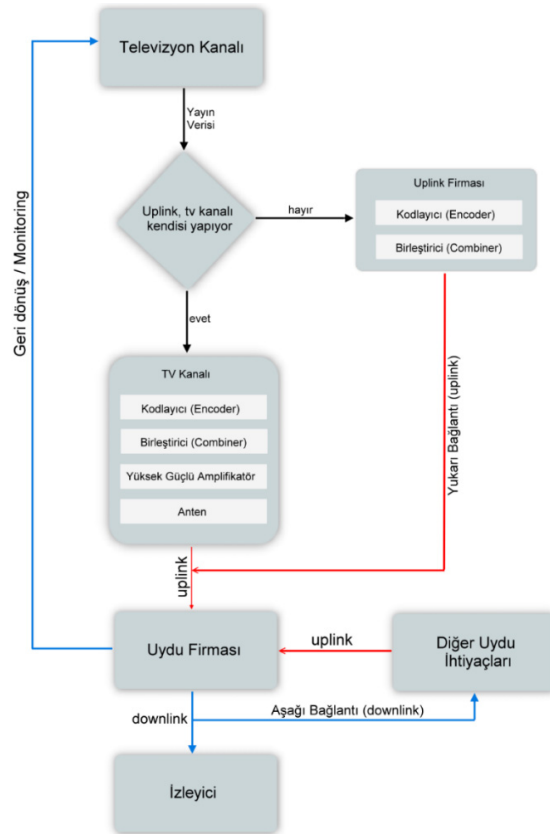 Televizyon Kanalı
Yayın
Verisi
Uplink, tv kanalı
kendisi yapıyor
hayır
Uplink Firması
Kodlayıcı (Encoder)
Birleştirici (Combiner)
evet
TV Kanalı
Kodlayıcı (Encoder)
Birleştirici (Combiner)
Yüksek Güçlü Amplifikatör
Anten
Geri dönüş / Monitoring
Yukarı Bağlantı (uplink)
uplink
Uydu Firması
uplink
Diğer Uydu
İhtiyaçları
downlink
Aşağı Bağlantı (downlink)
İzleyici